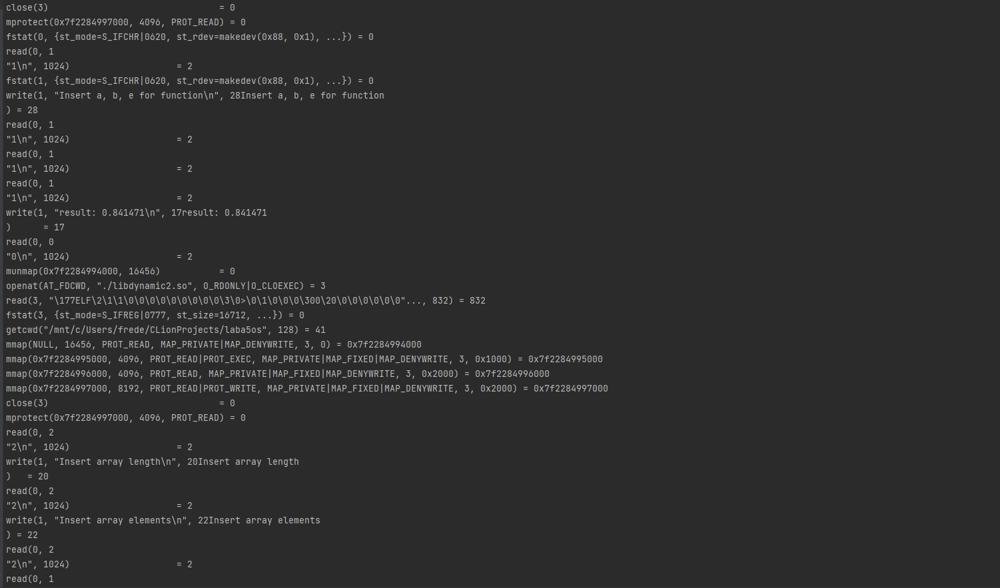 close(3)                                = 0
mprotect(0x7f2284997000, 4096, PROT_READ) = 0
fstat(0, {st_mode=S_IFCHR|0620, st_rdev=makedev(0x88, 0x1), ...}) = 0
read(0, 1
"1\n", 1024)                    = 2
fstat(1, {st_mode=S_IFCHR|0620, st_rdev=makedev(0x88, 0x1), ...}) = 0
write(1, "Insert a, b, e for function\n", 28Insert a, b, e for function
) = 28
read(0, 1
"1\n", 1024)                    = 2
read(0, 1
"1\n", 1024)                    = 2
read(0, 1
"1\n", 1024)                    = 2
write(1, "result: 0.841471\n", 17result: 0.841471
)      = 17
read(0, 0
"0\n", 1024)                    = 2
munmap(0x7f2284994000, 16456)           = 0
openat(AT_FDCWD, "./libdynamic2.so", O_RDONLY|O_CLOEXEC) = 3
read(3, "\177ELF\2\1\1\0\0\0\0\0\0\0\0\0\3\0>\0\1\0\0\0\300\20\0\0\0\0\0\0"..., 832) = 832
fstat(3, {st_mode=S_IFREG|0777, st_size=16712, ...}) = 0
getcwd("/mnt/c/Users/frede/CLionProjects/laba5os", 128) = 41
mmap(NULL, 16456, PROT_READ, MAP_PRIVATE|MAP_DENYWRITE, 3, 0) = 0x7f2284994000
mmap(0x7f2284995000, 4096, PROT_READ|PROT_EXEC, MAP_PRIVATE|MAP_FIXED|MAP_DENYWRITE, 3, 0x1000) = 0x7f2284995000
mmap(0x7f2284996000, 4096, PROT_READ, MAP_PRIVATE|MAP_FIXED|MAP_DENYWRITE, 3, 0x2000) = 0x7f2284996000
mmap(0x7f2284997000, 8192, PROT_READ|PROT_WRITE, MAP_PRIVATE|MAP_FIXED|MAP_DENYWRITE, 3, 0x2000) = 0x7f2284997000
close(3)                                = 0
mprotect(0x7f2284997000, 4096, PROT_READ) = 0
read(0, 2
"2\n", 1024)                    = 2
write(1, "Insert array length\n", 20Insert array length
)   = 20
read(0, 2
"2\n", 1024)                    = 2
write(1, "Insert array elements\n", 22Insert array elements
) = 22
read(0, 2
"2\n", 1024)                    = 2
read(0, 1